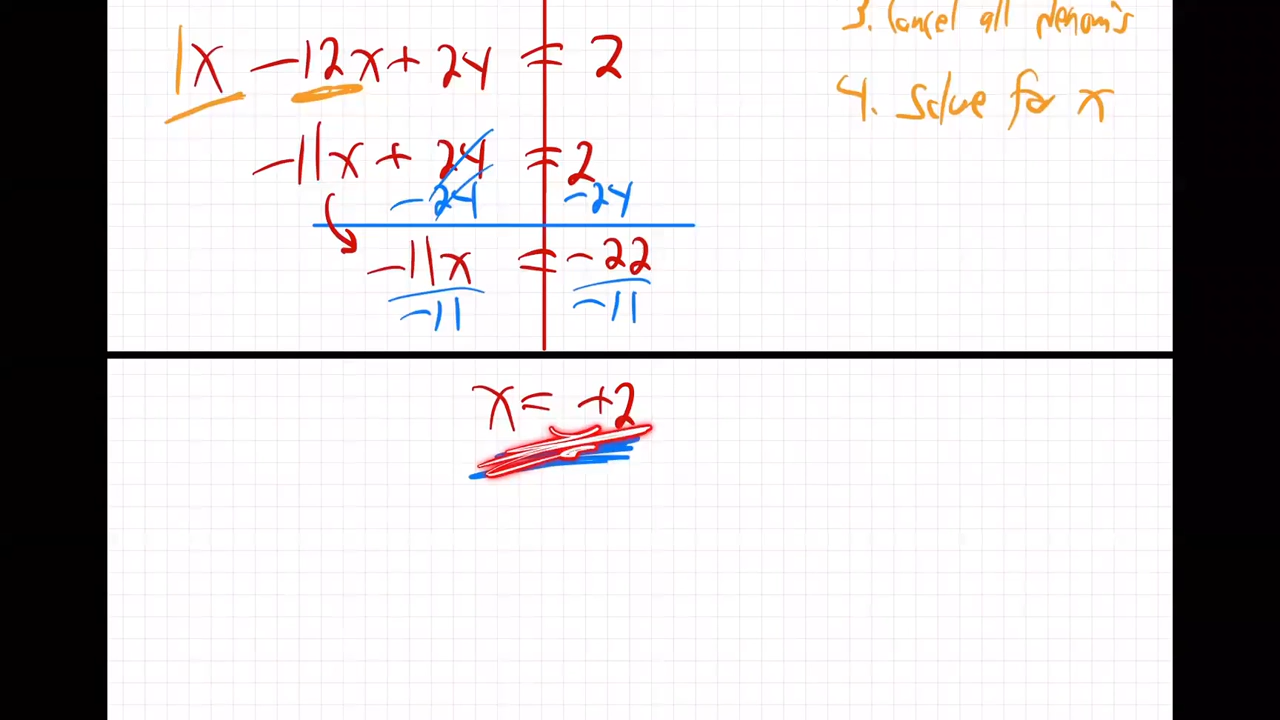 1x - 12x + 24 = 2
-11x + 24 = 2
-24 -24
-11x = -22
-11 -11
x = +2
3. Cancel all denom's
4. Solve for x